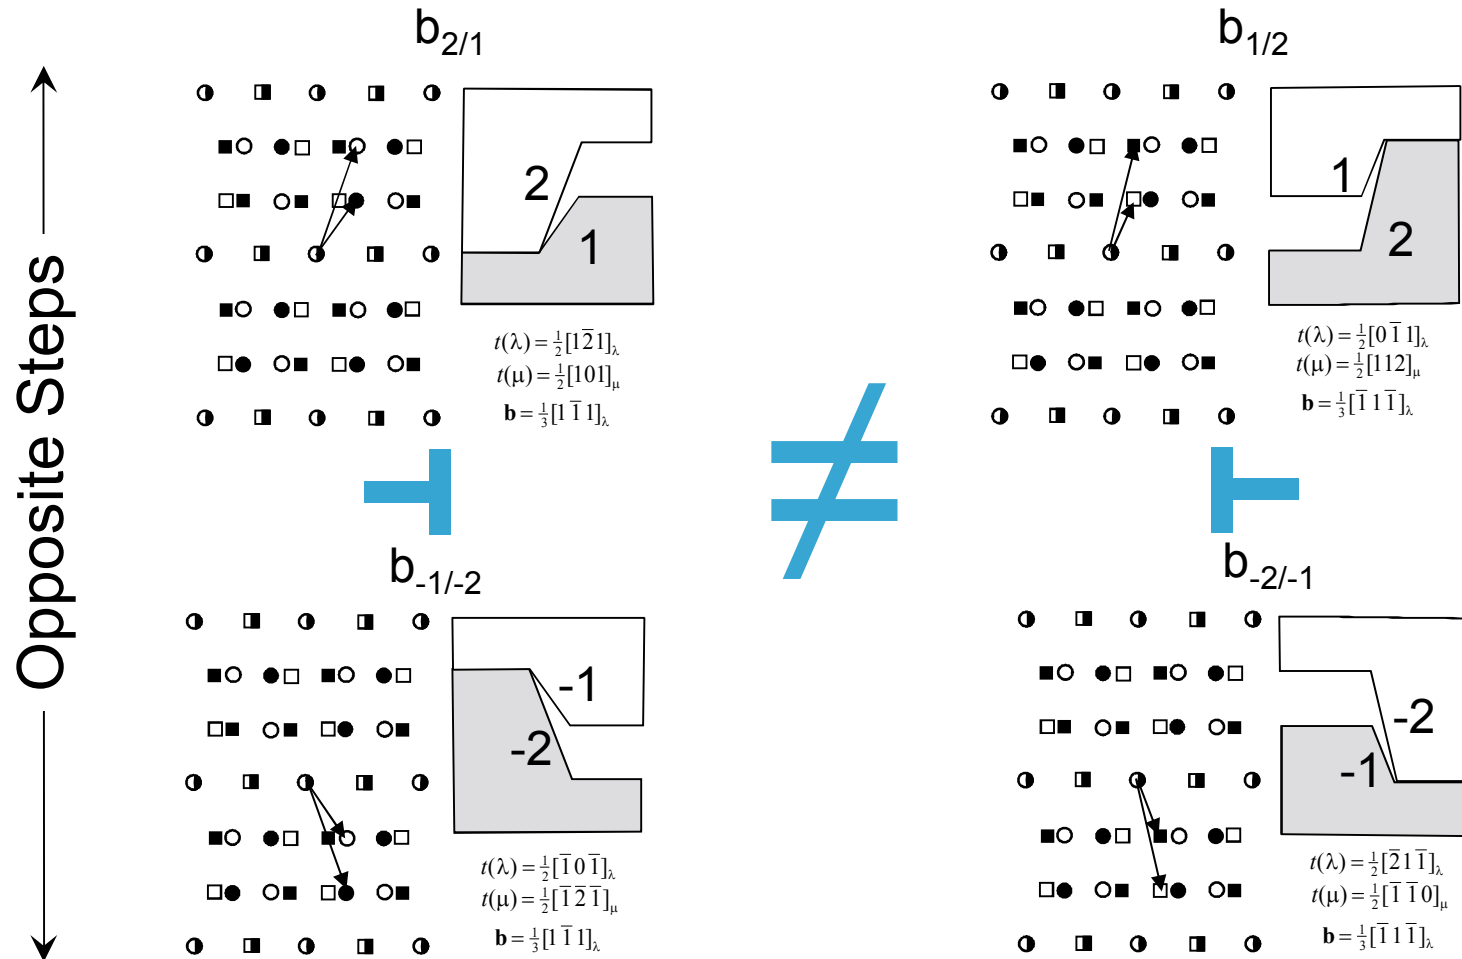 Opposite Steps
b2/1
2
1
t(λ) = ½[1 2̅ 1]λ
t(μ) = ½[101]μ
b = ⅓[1 1̅ 1]λ
b1/2
1
2
t(λ) = ½[0 1̅ 1]λ
t(μ) = ½[112]μ
b = ⅓[1̅ 1 1̅]λ
≠
b-1/-2
-1
-2
t(λ) = ½[1̅ 0 1̅]λ
t(μ) = ½[1̅ 2̅ 1̅]μ
b = ⅓[1 1̅ 1]λ
b-2/-1
-2
-1
t(λ) = ½[2̅ 1 1̅]λ
t(μ) = ½[1̅ 1̅ 0]μ
b = ⅓[1̅ 1 1̅]λ